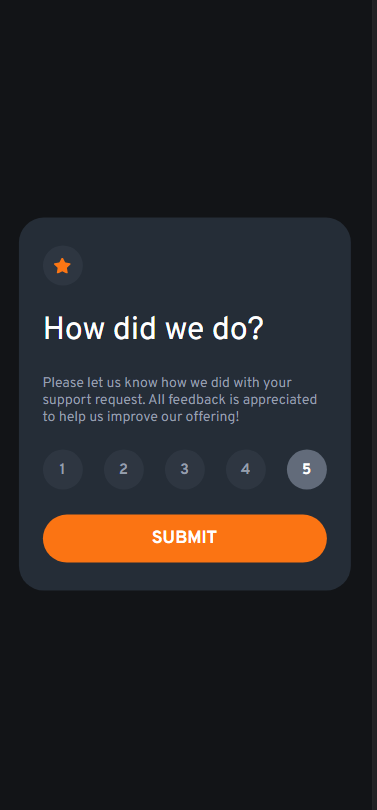 How did we do?
Please let us know how we did with your
support request. All feedback is appreciated
to help us improve our offering!
1 2 3 4 5
SUBMIT